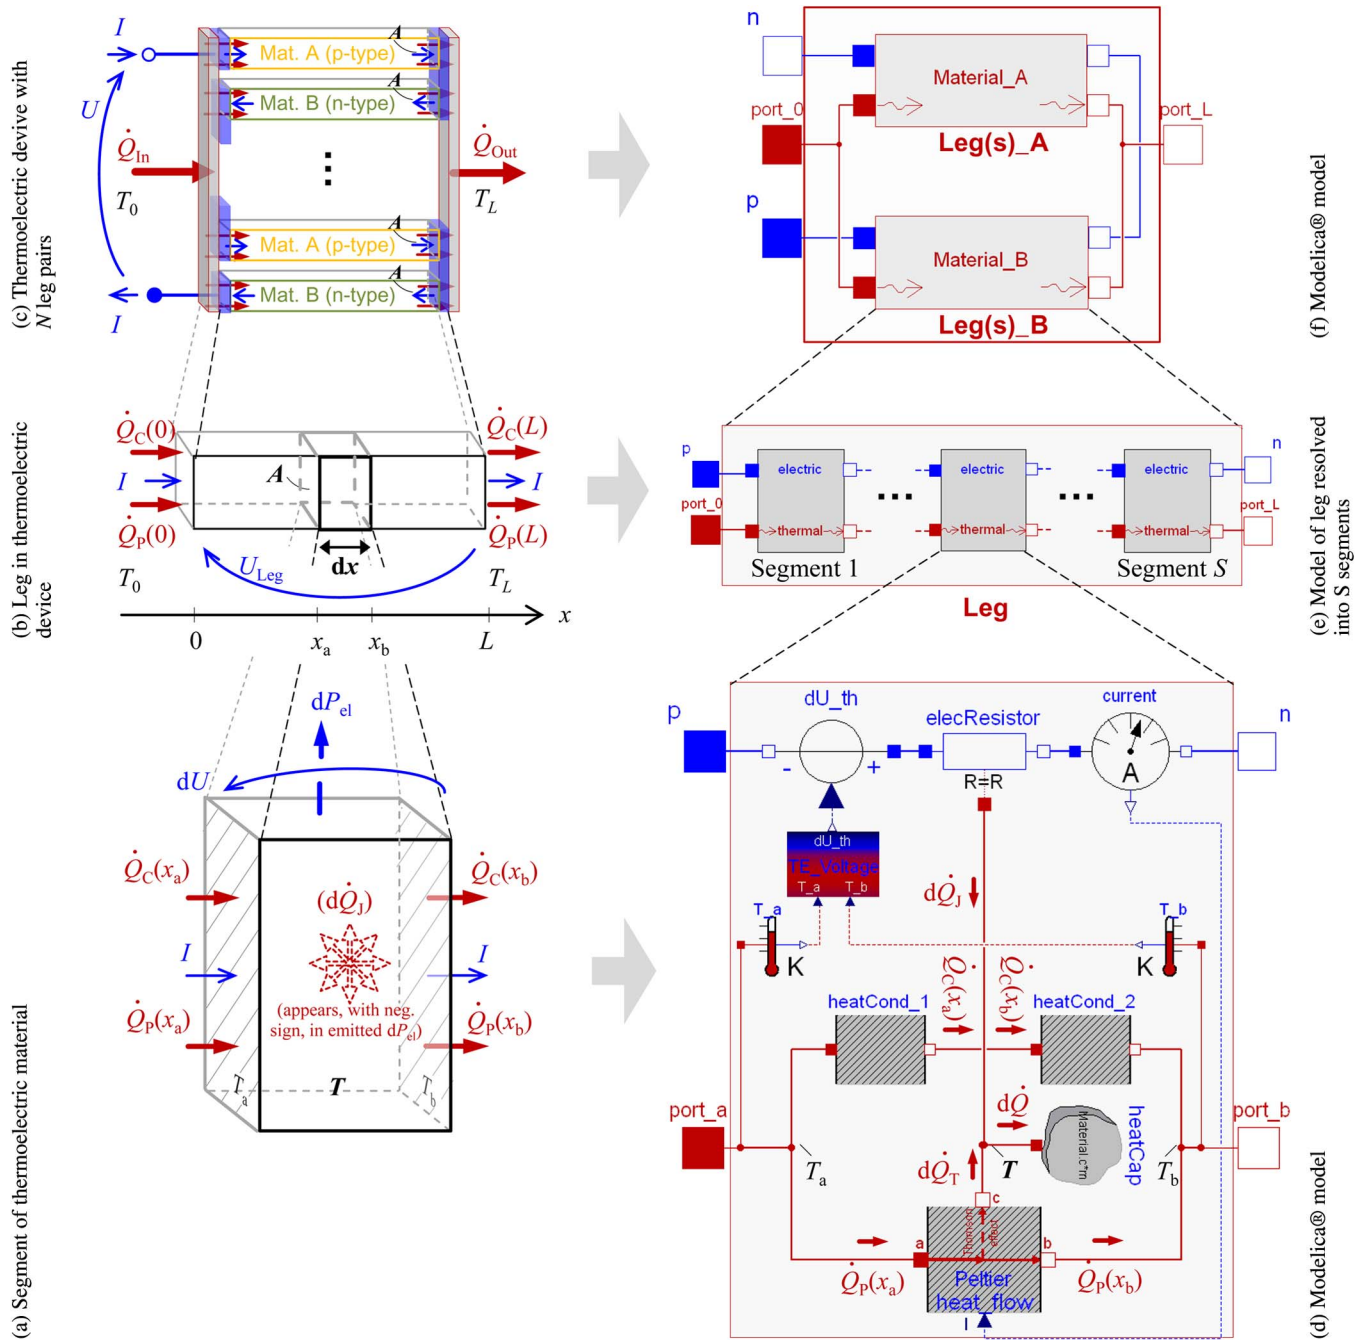 (c) Thermoelectric devive with
N leg pairs
I
U
Q̇In
T0
I
Mat. A (p-type)
A
Mat. B (n-type)
A
⋮
Mat. A (p-type)
A
Mat. B (n-type)
A
Q̇Out
TL
n
port_0
p
Material_A
Leg(s)_A
Material_B
Leg(s)_B
port_L
(f) Modelica® model
(b) Leg in thermoelectric
device
Q̇C(0)
I
Q̇P(0)
T0
A
dx
ULeg
Q̇C(L)
I
Q̇P(L)
TL
0
xa
xb
L
x
p
port_0
electric
thermal
Segment 1
...
electric
thermal
...
electric
thermal
Segment S
n
port_L
Leg
(e) Model of leg resolved
into S segments
(a) Segment of thermoelectric material
dPel
dU
Q̇C(xa)
I
Q̇P(xa)
(dQ̇J)
(appears, with neg.
sign, in emitted dPel)
Ta
T
Tb
Q̇C(xb)
I
Q̇P(xb)
p
dU_th
- +
elecResistor
R=R
current
A
n
dU_th
TE_Voltage
T_a T_b
T_a
K
dQ̇J
T_b
K
Q̇C(xa)
Q̇C(xb)
heatCond_1
heatCond_2
port_a
Ta
dQ̇
dQ̇T
T
Material.c*m
heatCap
Tb
port_b
c
Thomson
effect
a
b
Q̇P(xa)
Peltier
heat_flow
I
Q̇P(xb)
(d) Modelica® model